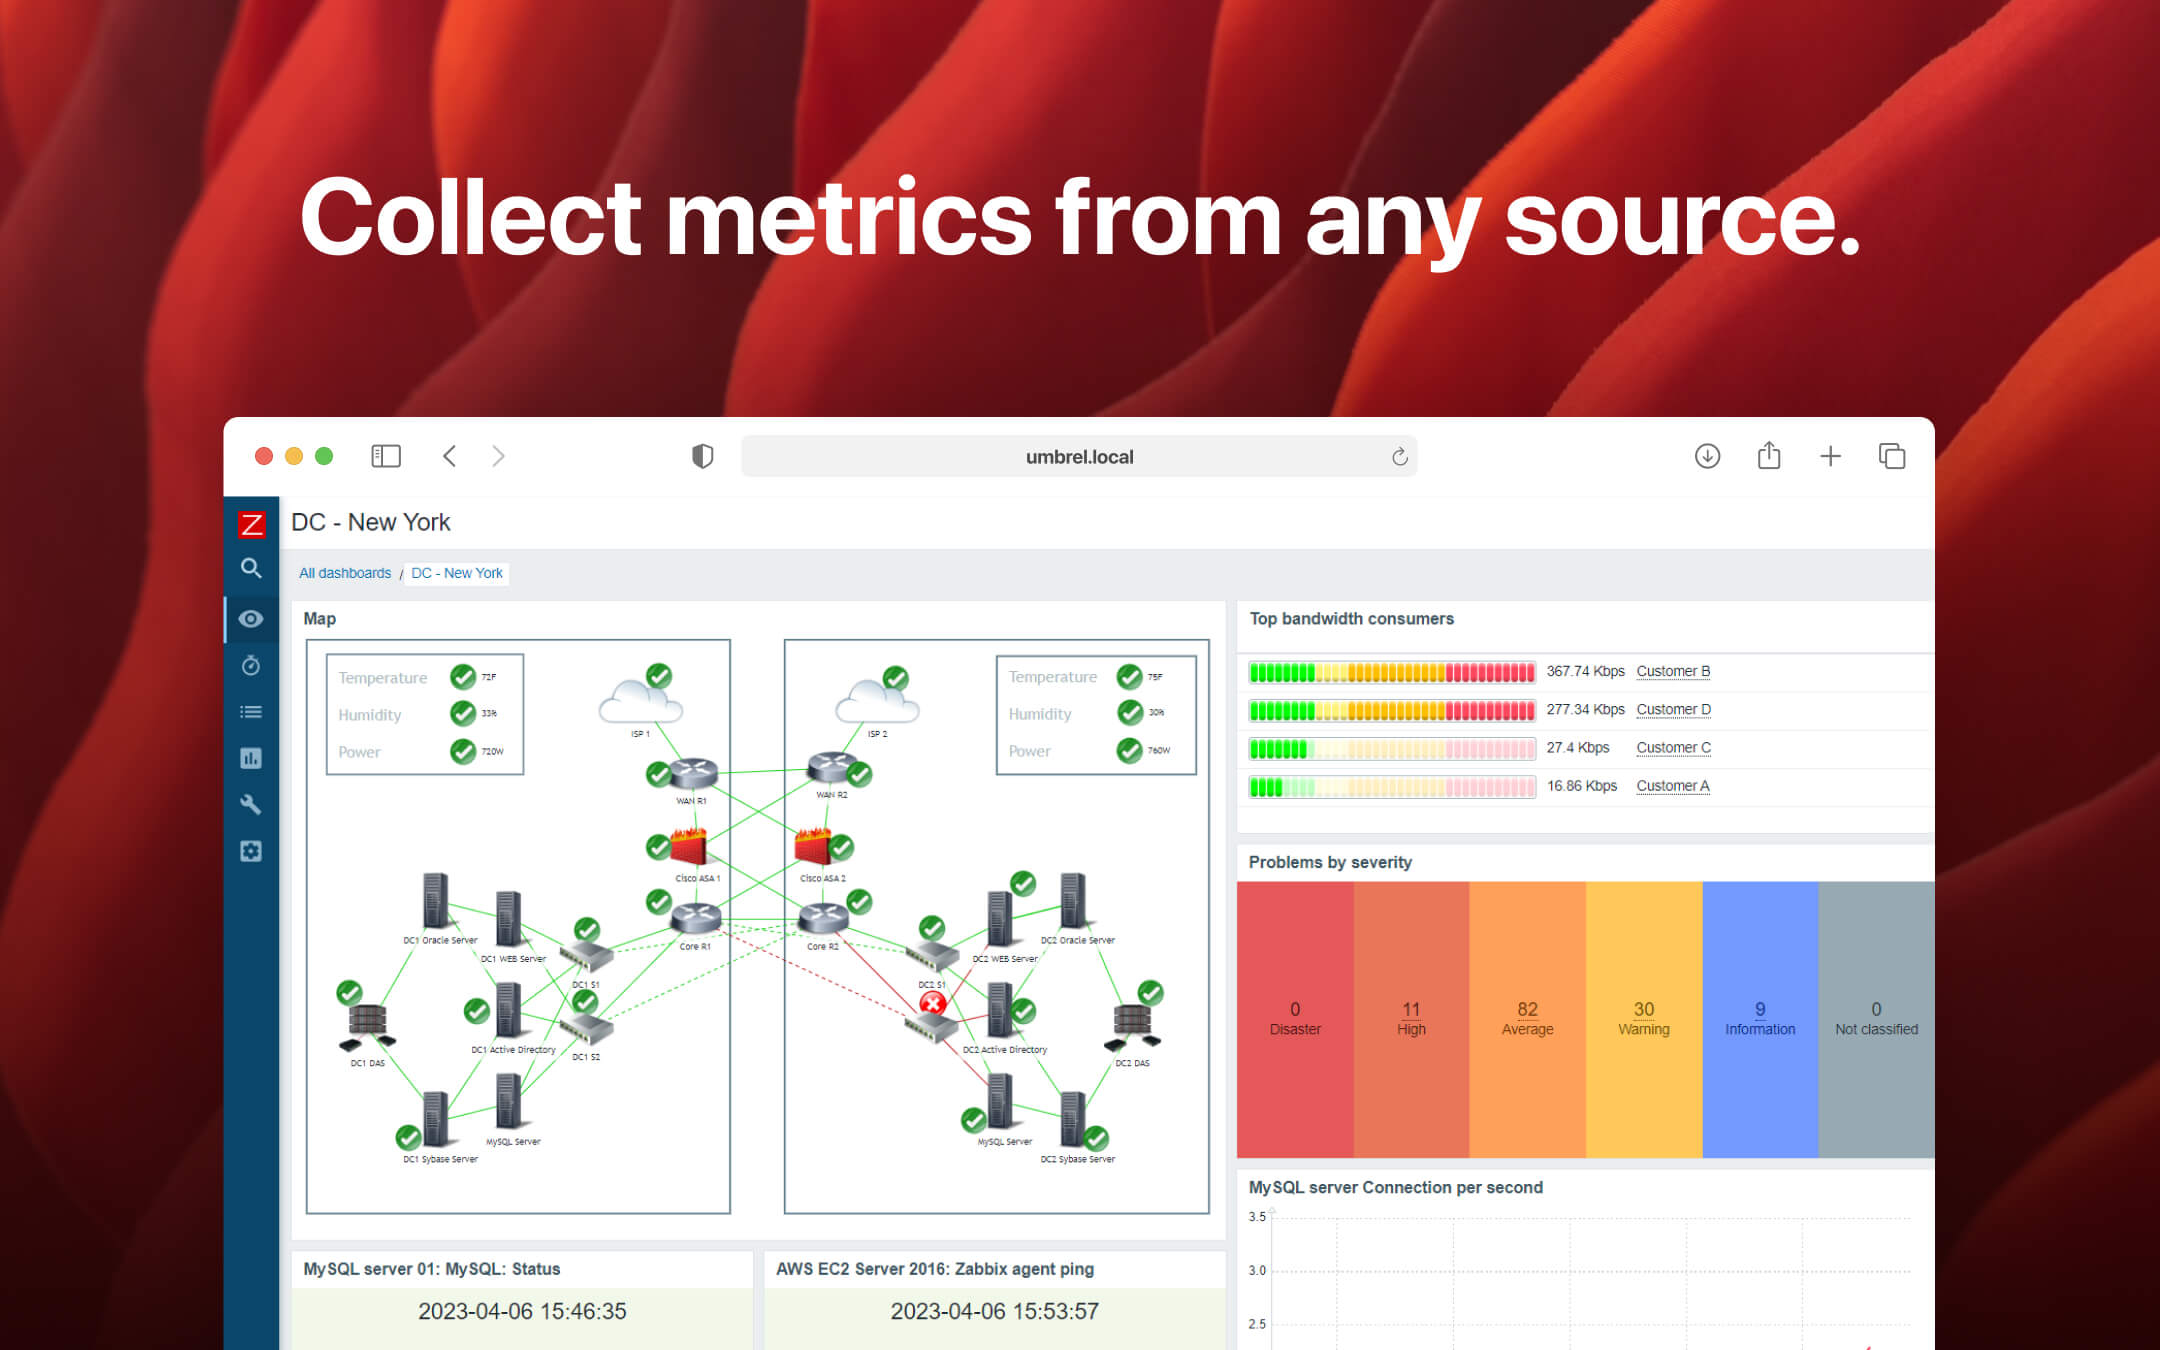 Collect metrics from any source.
umbrel.local
Z
DC - New York
All dashboards / DC - New York
Map
Temperature 72F
Humidity 33%
Power 720W
ISP 1
ISP 2
Temperature 75F
Humidity 30%
Power 760W
WAN R1
WAN R2
Cisco ASA 1
Cisco ASA 2
Core R1
Core R2
DC1 Oracle Server
DC1 WEB Server
DC1 S1
DC1 DAS
DC1 Active Directory
DC1 S2
MySQL Server
DC1 Sybase Server
DC2 Oracle Server
DC2 WEB Server
DC2 S1
DC2 Active Directory
DC2 DAS
MySQL Server
DC2 Sybase Server
Top bandwidth consumers
367.74 Kbps Customer B
277.34 Kbps Customer D
27.4 Kbps Customer C
16.86 Kbps Customer A
Problems by severity
0 Disaster
11 High
82 Average
30 Warning
9 Information
0 Not classified
MySQL server Connection per second
3.5
3.0
2.5
MySQL server 01: MySQL: Status
2023-04-06 15:46:35
AWS EC2 Server 2016: Zabbix agent ping
2023-04-06 15:53:57